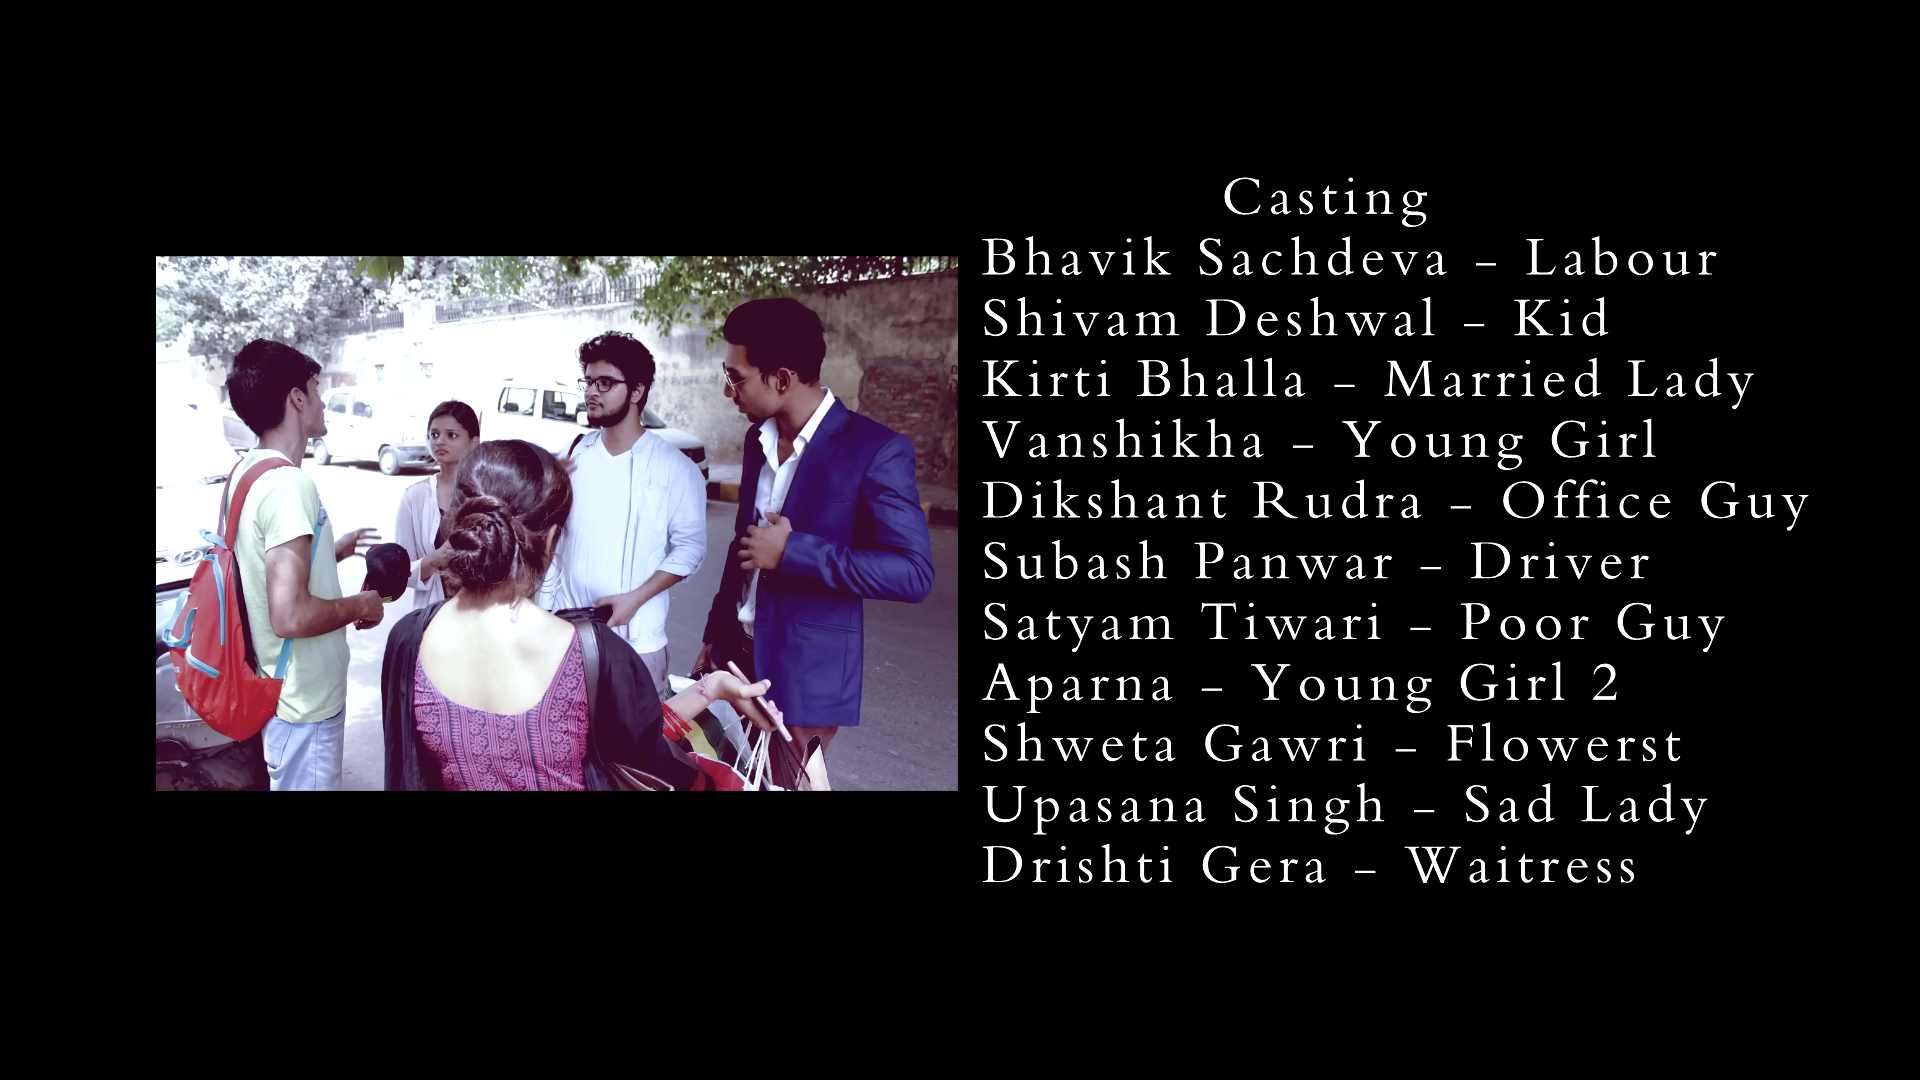 Casting
Bhavik Sachdeva – Labour
Shivam Deshwal – Kid
Kirti Bhalla – Married Lady
Vanshikha – Young Girl
Dikshant Rudra – Office Guy
Subash Panwar – Driver
Satyam Tiwari – Poor Guy
Aparna – Young Girl 2
Shweta Gawri – Flowerst
Upasana Singh – Sad Lady
Drishti Gera – Waitress